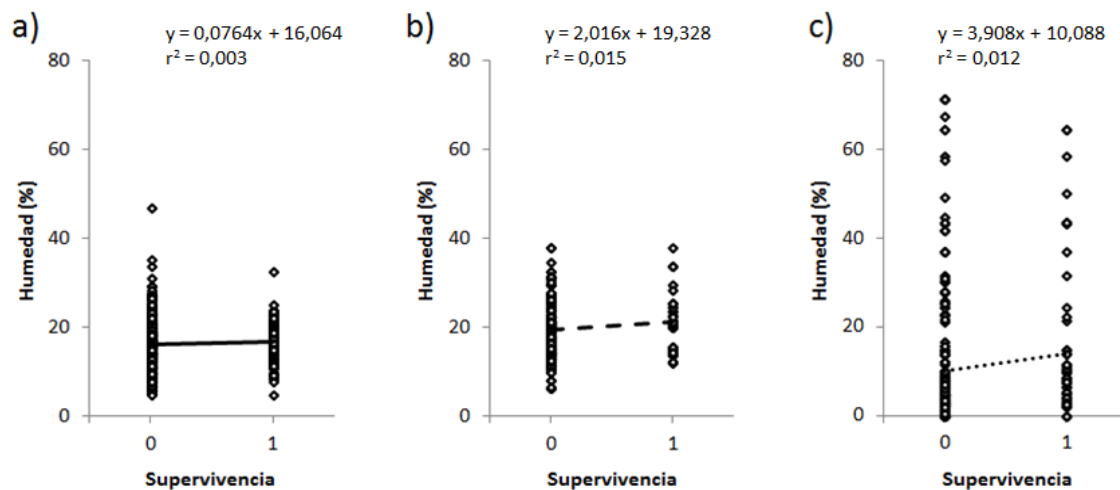 a)
y = 0,0764x + 16,064
r² = 0,003
80
60
40
20
0
Humedad (%)
0 1
Supervivencia
b)
y = 2,016x + 19,328
r² = 0,015
80
60
40
20
0
Humedad (%)
0 1
Supervivencia
c)
y = 3,908x + 10,088
r² = 0,012
80
60
40
20
0
Humedad (%)
0 1
Supervivencia